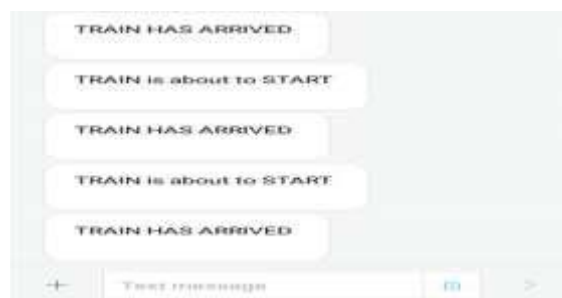 TRAIN HAS ARRIVED
TRAIN is about to START
TRAIN HAS ARRIVED
TRAIN is about to START
TRAIN HAS ARRIVED
Text message